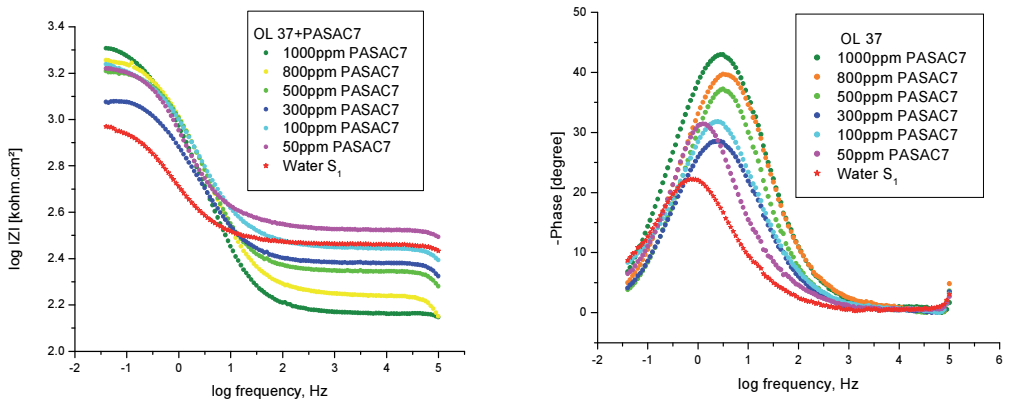 OL 37+PASAC7
1000ppm PASAC7
800ppm PASAC7
500ppm PASAC7
300ppm PASAC7
100ppm PASAC7
50ppm PASAC7
Water S1
log IZI [kohm.cm²]
3.4
3.2
3.0
2.8
2.6
2.4
2.2
2.0
-2 -1 0 1 2 3 4 5
log frequency, Hz
OL 37
1000ppm PASAC7
800ppm PASAC7
500ppm PASAC7
300ppm PASAC7
100ppm PASAC7
50ppm PASAC7
Water S1
-Phase [degree]
50
40
30
20
10
0
-2 -1 0 1 2 3 4 5 6
log frequency, Hz